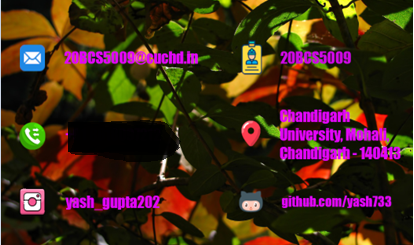 20BCS5009@cuchd.in
20BCS5009
Chandigarh
University, Mohali,
Chandigarh - 140413
yash_gupta202
github.com/yash733